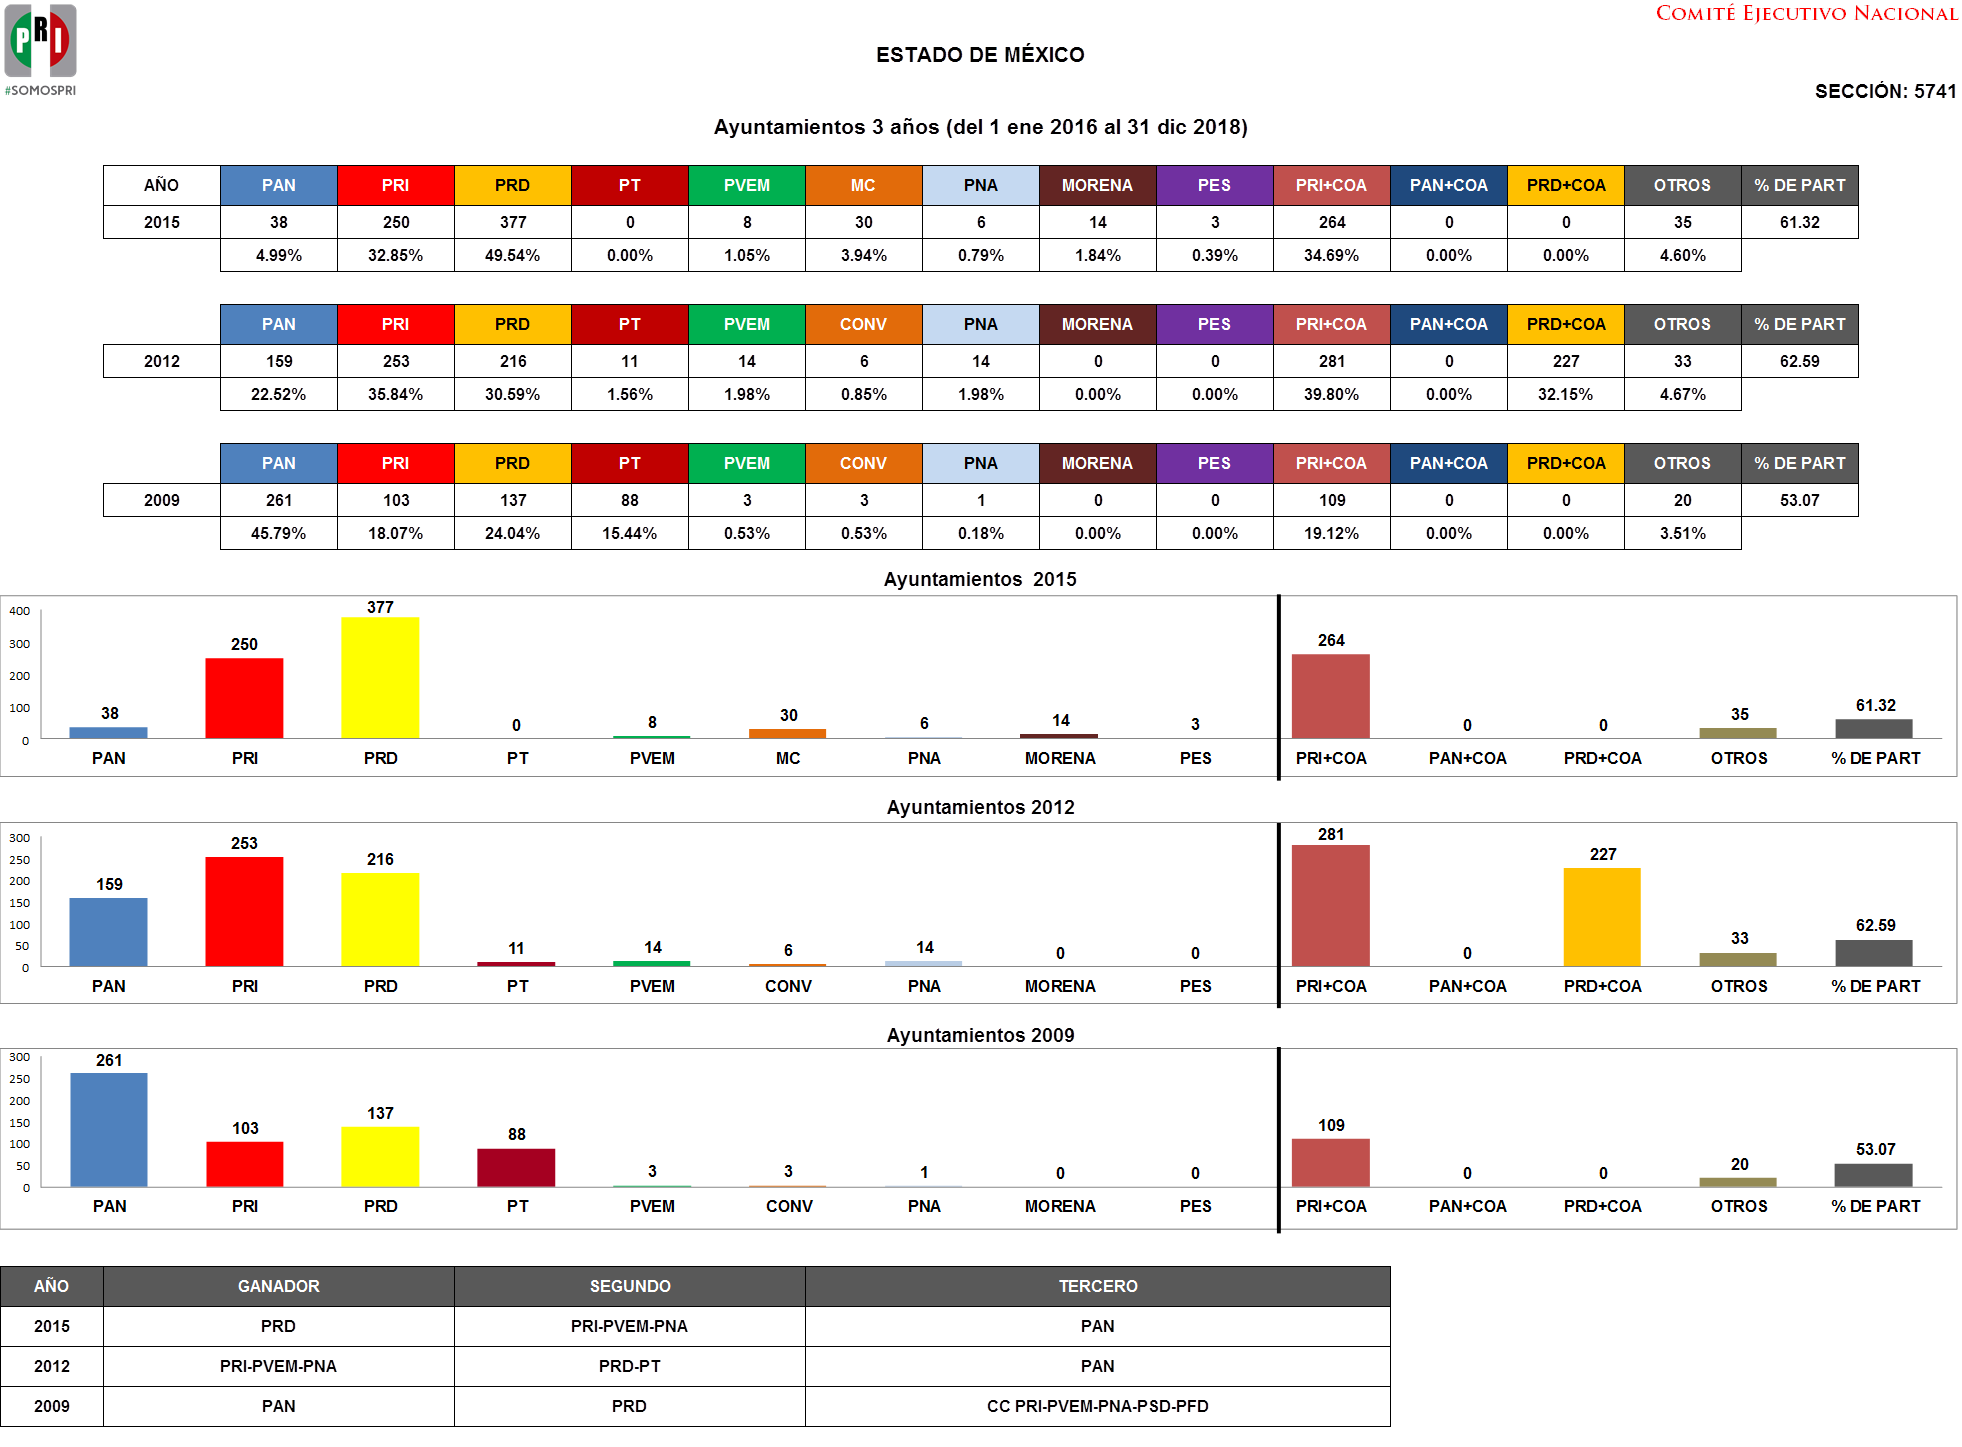 PRI
#SOMOSPRI
COMITÉ EJECUTIVO NACIONAL
ESTADO DE MÉXICO
SECCIÓN: 5741
Ayuntamientos 3 años (del 1 ene 2016 al 31 dic 2018)
AÑO PAN PRI PRD PT PVEM MC PNA MORENA PES PRI+COA PAN+COA PRD+COA OTROS % DE PART
2015 38 250 377 0 8 30 6 14 3 264 0 0 35 61.32
4.99% 32.85% 49.54% 0.00% 1.05% 3.94% 0.79% 1.84% 0.39% 34.69% 0.00% 0.00% 4.60%
PAN PRI PRD PT PVEM CONV PNA MORENA PES PRI+COA PAN+COA PRD+COA OTROS % DE PART
2012 159 253 216 11 14 6 14 0 0 281 0 227 33 62.59
22.52% 35.84% 30.59% 1.56% 1.98% 0.85% 1.98% 0.00% 0.00% 39.80% 0.00% 32.15% 4.67%
PAN PRI PRD PT PVEM CONV PNA MORENA PES PRI+COA PAN+COA PRD+COA OTROS % DE PART
2009 261 103 137 88 3 3 1 0 0 109 0 0 20 53.07
45.79% 18.07% 24.04% 15.44% 0.53% 0.53% 0.18% 0.00% 0.00% 19.12% 0.00% 0.00% 3.51%
Ayuntamientos 2015
400
300
200
100
0
38 250 377 0 8 30 6 14 3 264 0 0 35 61.32
PAN PRI PRD PT PVEM MC PNA MORENA PES PRI+COA PAN+COA PRD+COA OTROS % DE PART
Ayuntamientos 2012
300
250
200
150
100
50
0
159 253 216 11 14 6 14 0 0 281 0 227 33 62.59
PAN PRI PRD PT PVEM CONV PNA MORENA PES PRI+COA PAN+COA PRD+COA OTROS % DE PART
Ayuntamientos 2009
300
250
200
150
100
50
0
261 103 137 88 3 3 1 0 0 109 0 0 20 53.07
PAN PRI PRD PT PVEM CONV PNA MORENA PES PRI+COA PAN+COA PRD+COA OTROS % DE PART
AÑO GANADOR SEGUNDO TERCERO
2015 PRD PRI-PVEM-PNA PAN
2012 PRI-PVEM-PNA PRD-PT PAN
2009 PAN PRD CC PRI-PVEM-PNA-PSD-PFD